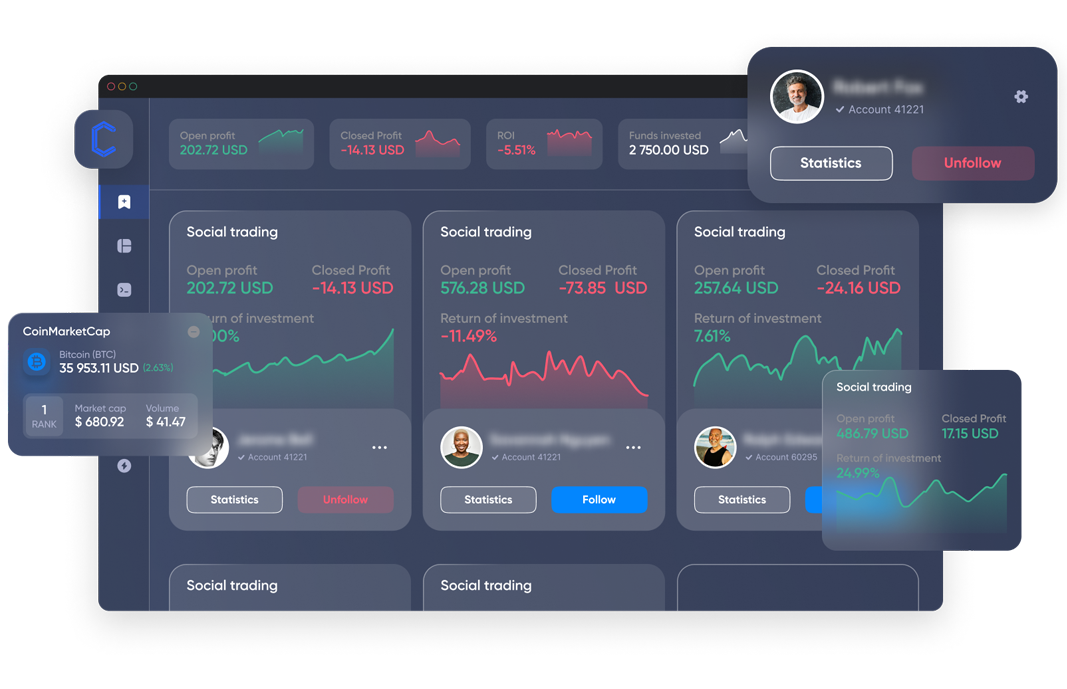 Open profit
202.72 USD
Closed Profit
-14.13 USD
ROI
-5.51%
Funds invested
2 750.00 USD
Account 41221
Statistics
Unfollow
Social trading
Open profit
202.72 USD
Closed Profit
-14.13 USD
Return of investment
Account 41221
Statistics
Unfollow
Social trading
Open profit
576.28 USD
Closed Profit
-73.85 USD
Return of investment
-11.49%
Account 41221
Statistics
Follow
Social trading
Open profit
257.64 USD
Closed Profit
-24.16 USD
Return of investment
7.61%
Account 60295
Statistics
CoinMarketCap
Bitcoin (BTC)
35 953.11 USD (2.63%)
1
RANK
Market cap
$ 680.92
Volume
$ 41.47
Social trading
Open profit
486.79 USD
Closed Profit
17.15 USD
Return of investment
24.99%
Social trading
Social trading